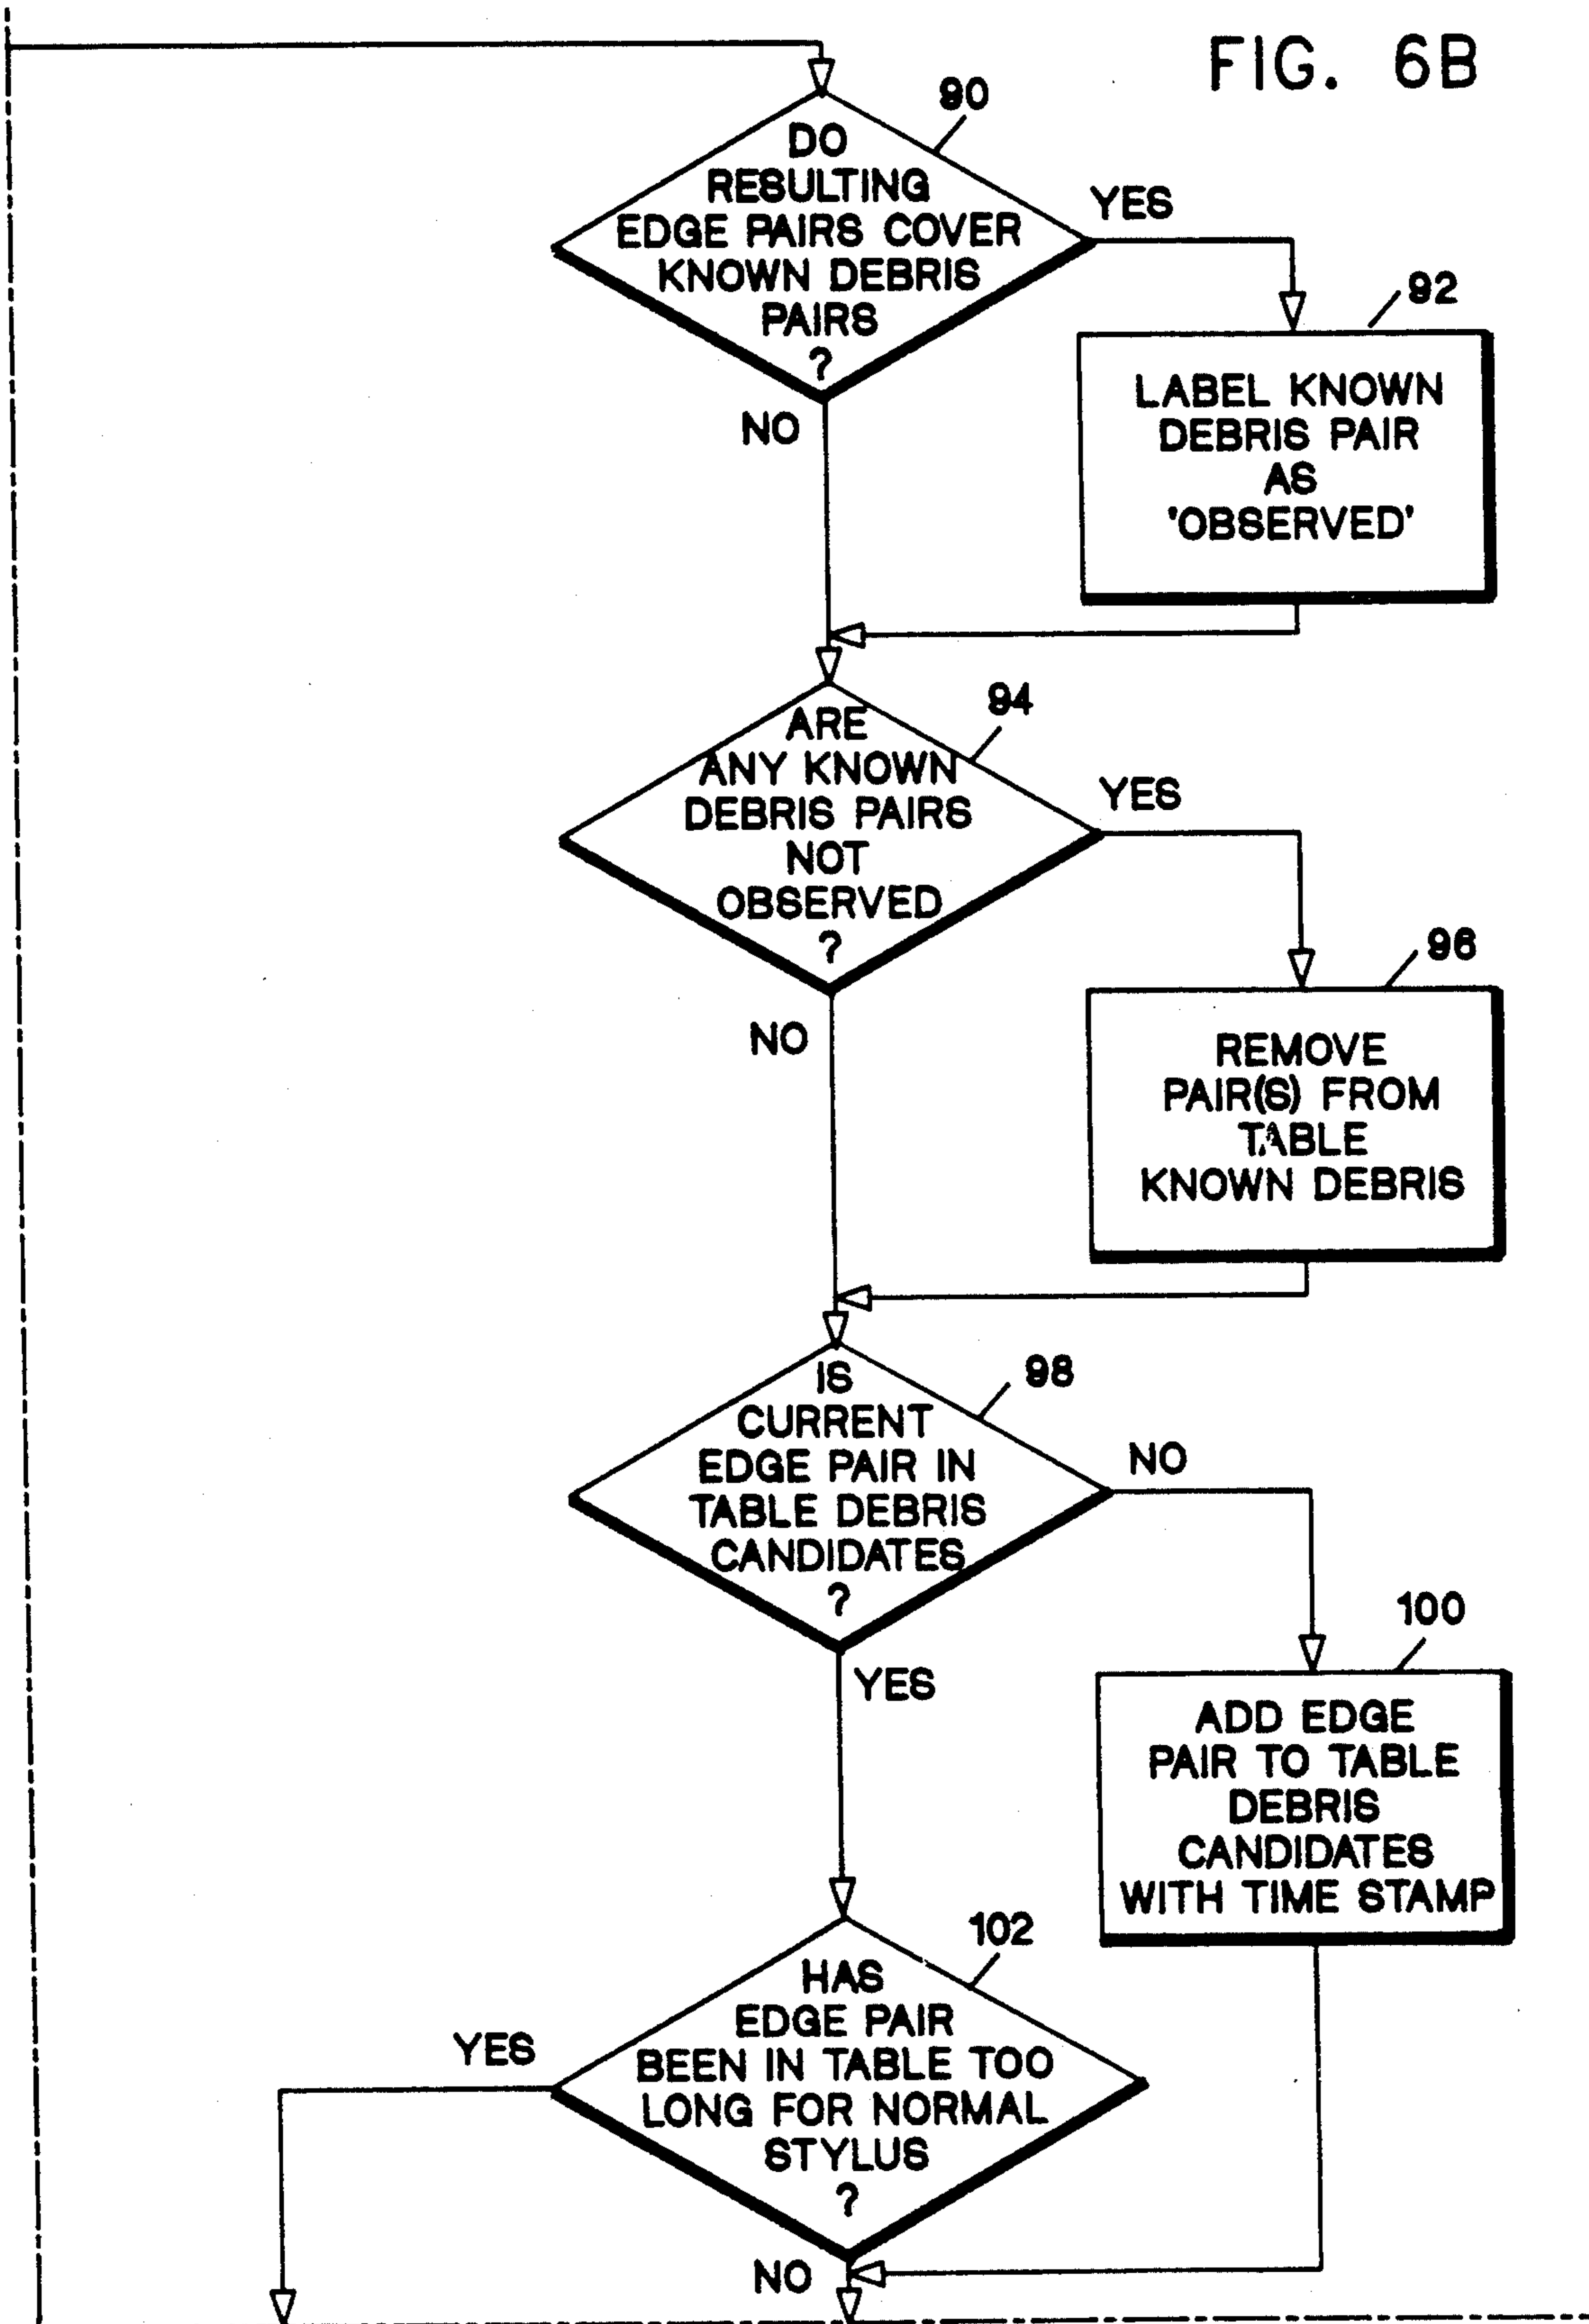 FIG. 6B
90
DO
RESULTING
EDGE PAIRS COVER
KNOWN DEBRIS
PAIRS
?
YES
NO
92
LABEL KNOWN
DEBRIS PAIR
AS
'OBSERVED'
94
ARE
ANY KNOWN
DEBRIS PAIRS
NOT
OBSERVED
?
YES
NO
96
REMOVE
PAIR(S) FROM
TABLE
KNOWN DEBRIS
98
IS
CURRENT
EDGE PAIR IN
TABLE DEBRIS
CANDIDATES
?
NO
YES
100
ADD EDGE
PAIR TO TABLE
DEBRIS
CANDIDATES
WITH TIME STAMP
102
HAS
EDGE PAIR
BEEN IN TABLE TOO
LONG FOR NORMAL
STYLUS
?
YES
NO